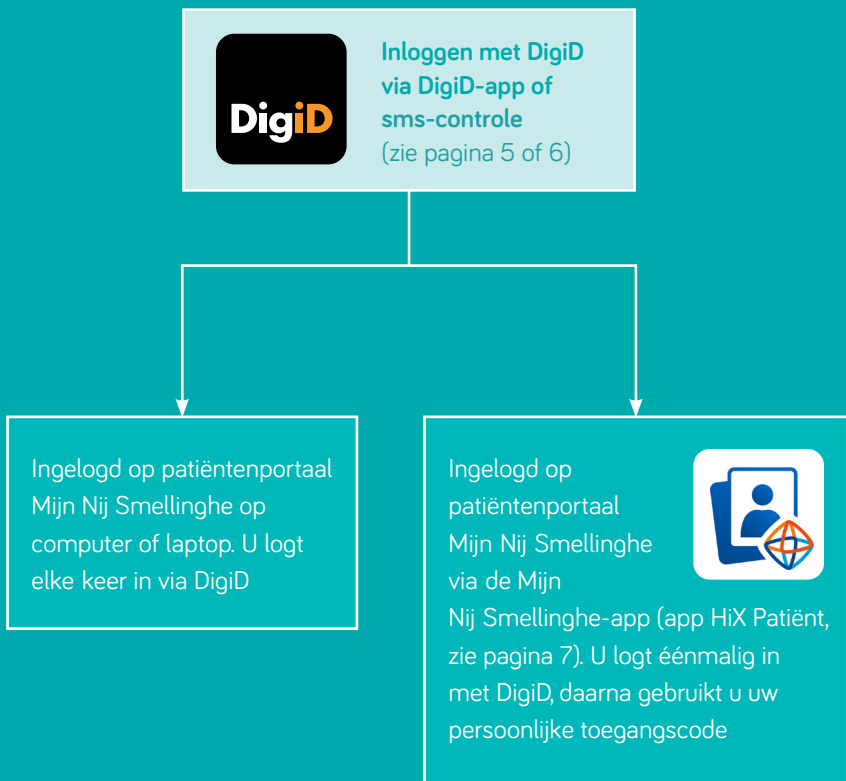 DigiD
Inloggen met DigiD
via DigiD-app of
sms-controle
(zie pagina 5 of 6)
Ingelogd op patiëntenportaal
Mijn Nij Smellinghe op
computer of laptop. U logt
elke keer in via DigiD
Ingelogd op
patiëntenportaal
Mijn Nij Smellinghe
via de Mijn
Nij Smellinghe-app (app HiX Patiënt,
zie pagina 7). U logt éénmalig in
met DigiD, daarna gebruikt u uw
persoonlijke toegangscode